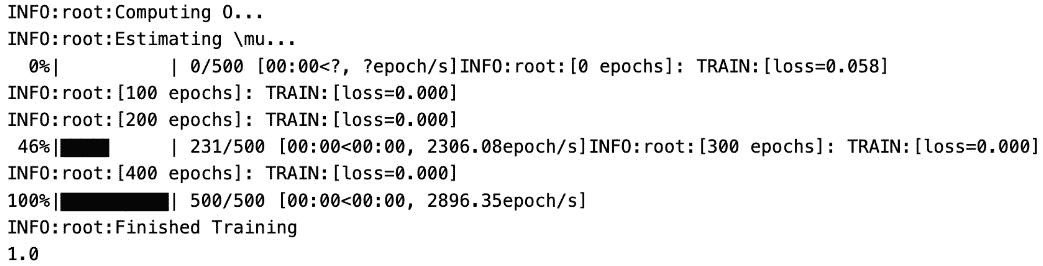 INFO:root:Computing O...
INFO:root:Estimating \mu...
  0%|          | 0/500 [00:00<?, ?epoch/s]INFO:root:[0 epochs]: TRAIN:[loss=0.058]
INFO:root:[100 epochs]: TRAIN:[loss=0.000]
INFO:root:[200 epochs]: TRAIN:[loss=0.000]
 46%|████▌     | 231/500 [00:00<00:00, 2306.08epoch/s]INFO:root:[300 epochs]: TRAIN:[loss=0.000]
INFO:root:[400 epochs]: TRAIN:[loss=0.000]
100%|██████████| 500/500 [00:00<00:00, 2896.35epoch/s]
INFO:root:Finished Training
1.0